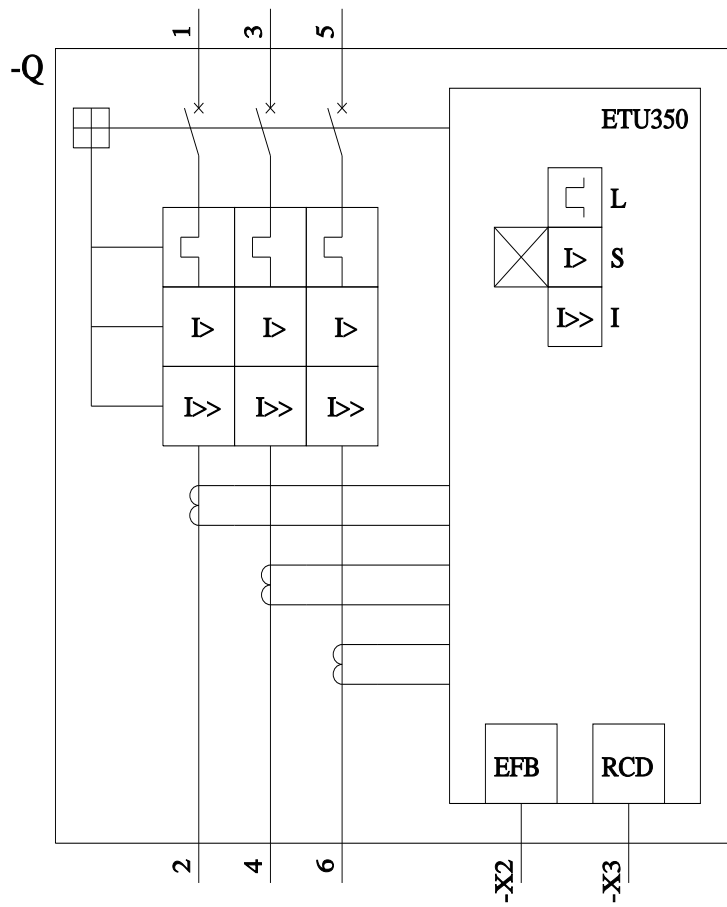 1 3 5
-Q
ETU350
L
I> S
I>> I
I> I> I>
I>> I>> I>>
EFB RCD
2 4 6 -X2 -X3